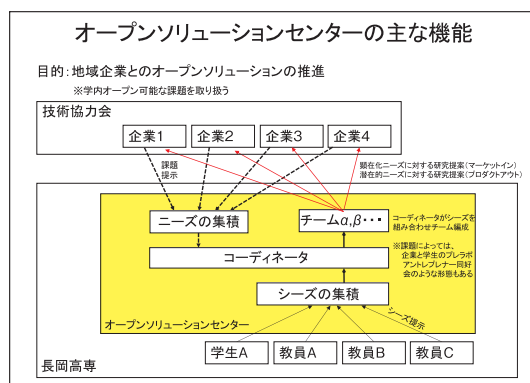 オープンソリューションセンターの主な機能
目的:地域企業とのオープンソリューションの推進
※学内オープン可能な課題を取り扱う
技術協力会
企業1
企業2
企業3
企業4
課題
提示
顕在化ニーズに対する研究提案(マーケットイン)
潜在的ニーズに対する研究提案(プロダクトアウト)
ニーズの集積
チームα,β・・・
コーディネータがシーズを
組み合わせチーム編成
コーディネータ
※課題によっては、
企業と学生のプレラボ
アントレプレナー同好
会のような形態もある
シーズの集積
オープンソリューションセンター
シーズ提示
学生A
教員A
教員B
教員C
長岡高専